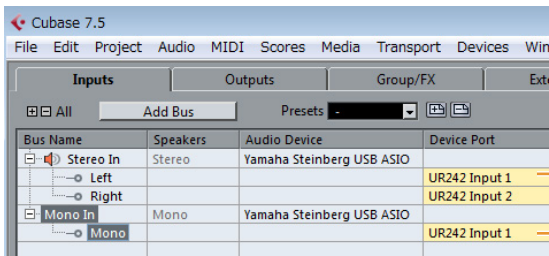 Cubase 7.5
File Edit Project Audio MIDI Scores Media Transport Devices Win
Inputs Outputs Group/FX Exte
All Add Bus Presets -
Bus Name Speakers Audio Device Device Port
Stereo In Stereo Yamaha Steinberg USB ASIO
Left UR242 Input 1
Right UR242 Input 2
Mono In Mono Yamaha Steinberg USB ASIO
Mono UR242 Input 1